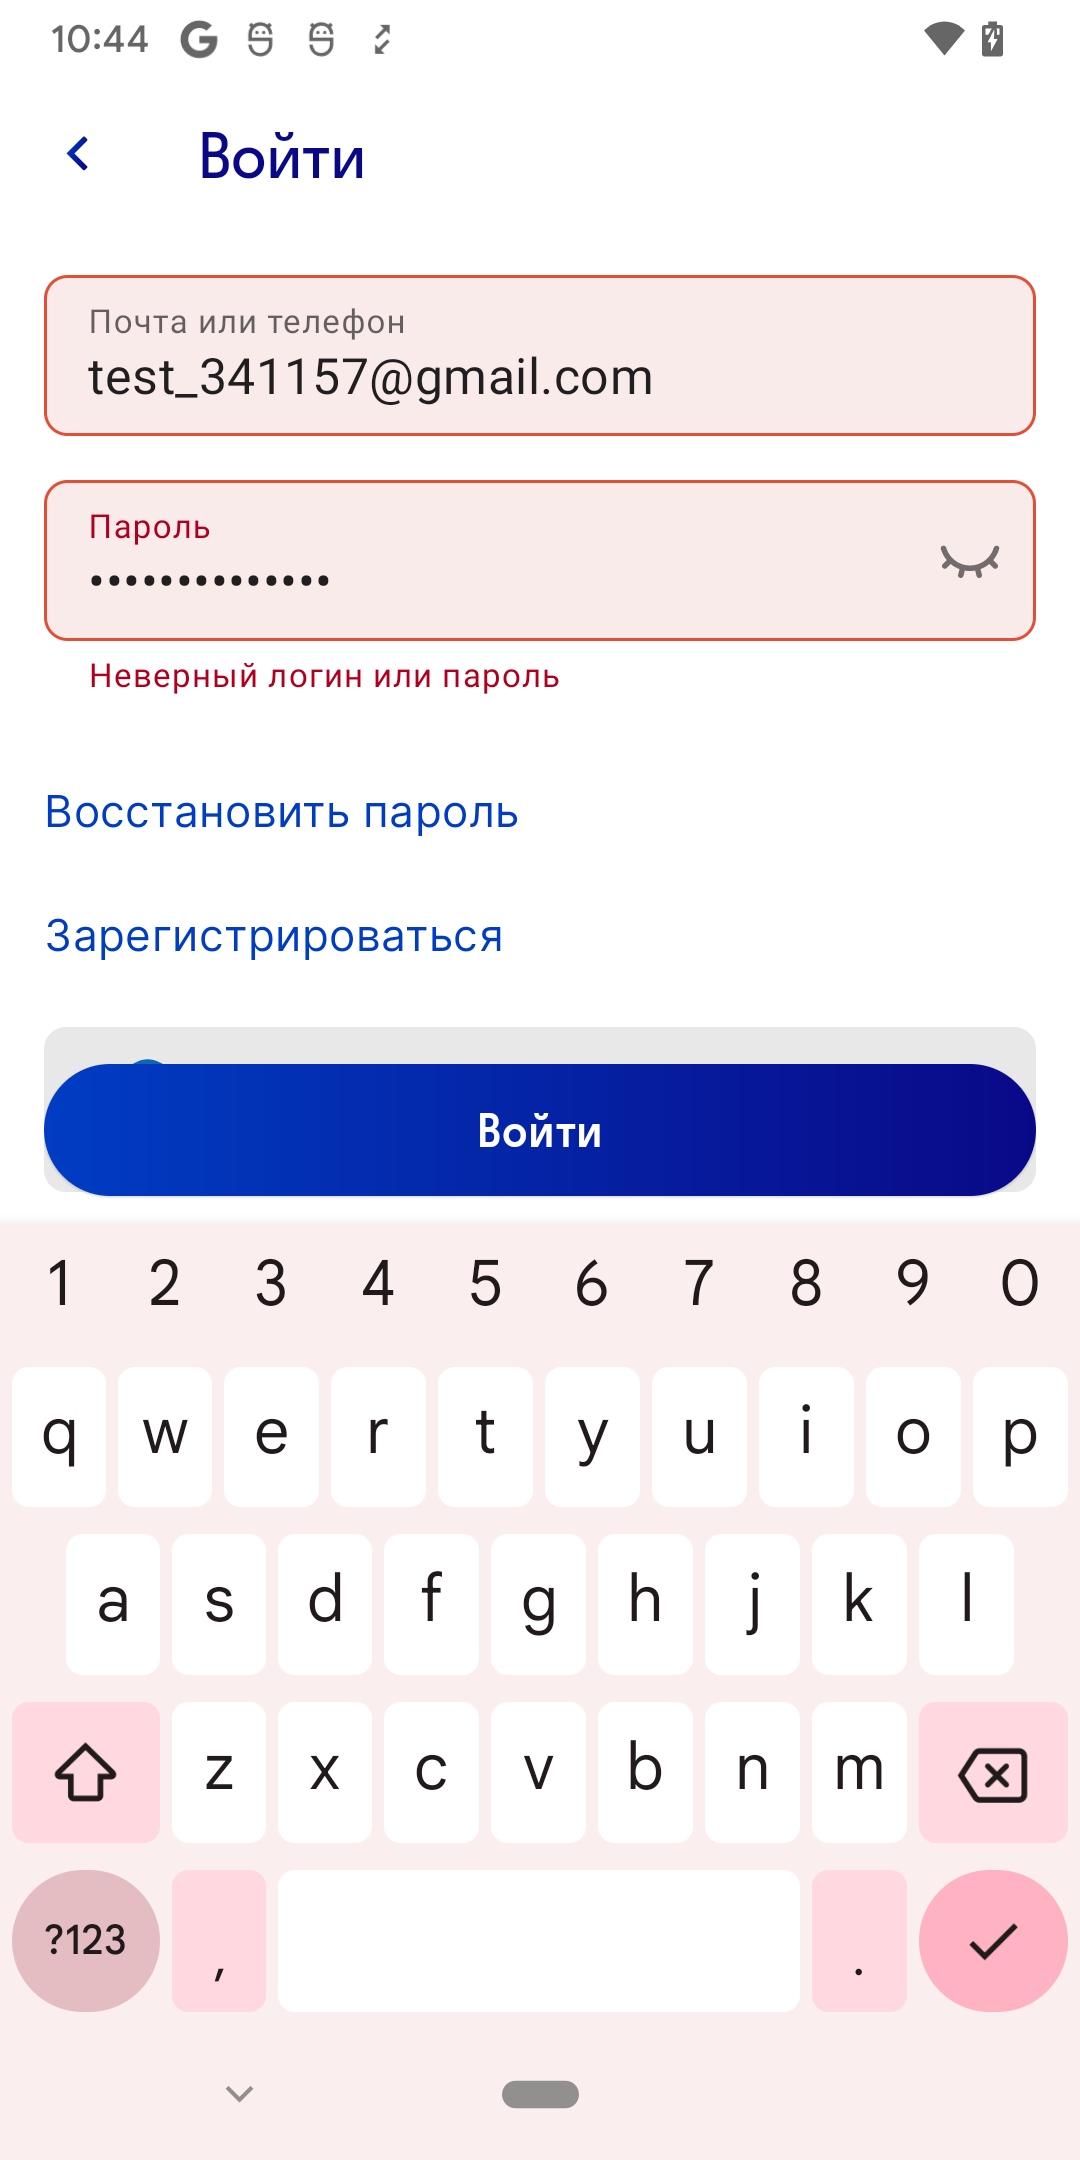 10:44
Войти
Почта или телефон
test_341157@gmail.com
Пароль
••••••••••••••
Неверный логин или пароль
Восстановить пароль
Зарегистрироваться
Войти
1 2 3 4 5 6 7 8 9 0
q w e r t y u i o p
a s d f g h j k l
z x c v b n m
?123 , .